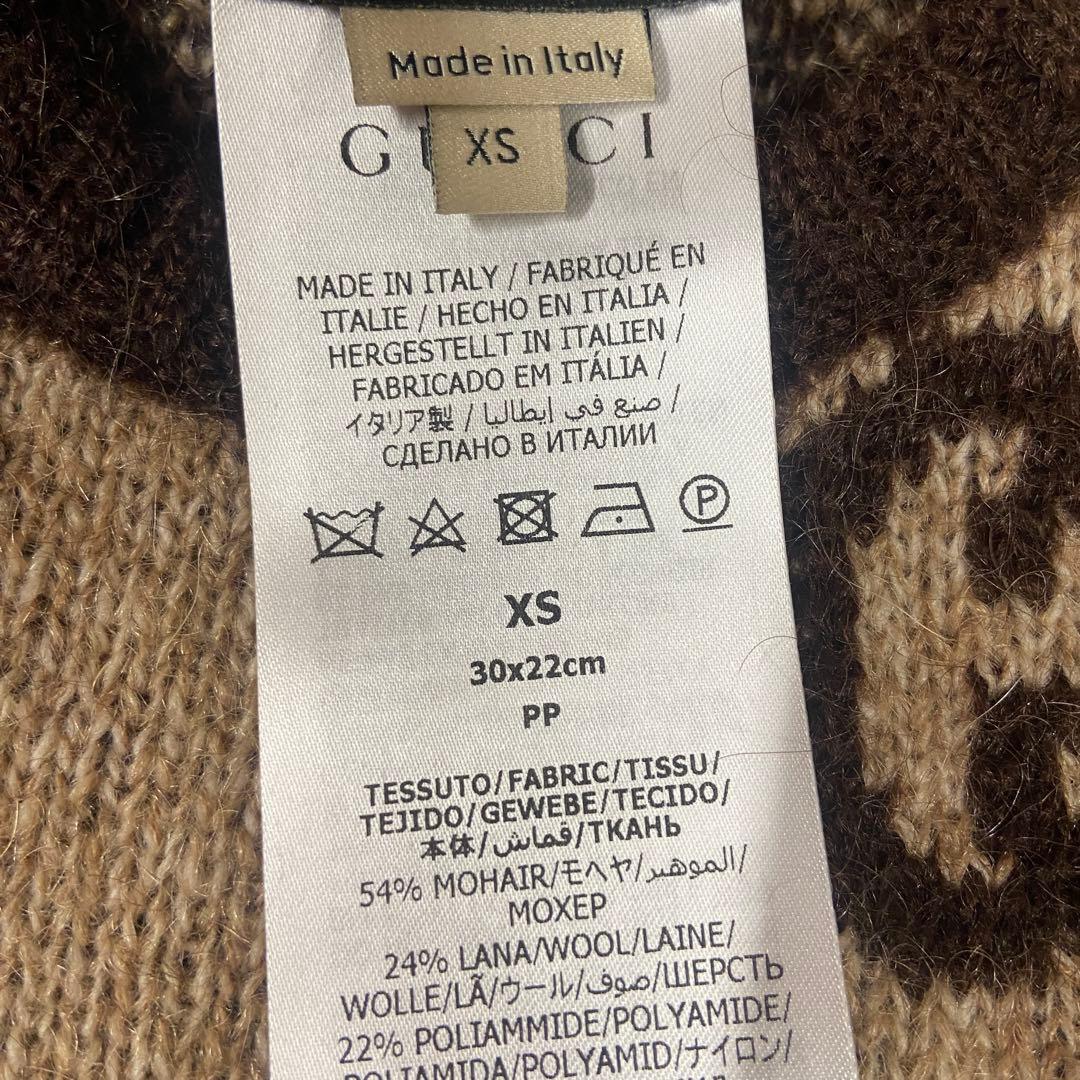 Made in Italy
GUCCI
XS
MADE IN ITALY / FABRIQUÉ EN
ITALIE / HECHO EN ITALIA /
HERGESTELLT IN ITALIEN /
FABRICADO EM ITÁLIA /
イタリア製 / صنع في إيطاليا /
СДЕЛАНО В ИТАЛИИ
P
XS
30x22cm
PP
TESSUTO/FABRIC/TISSU/
TEJIDO/GEWEBE/TECIDO/
本体/قماش/ТКАНЬ
54% MOHAIR/モヘヤ/الموهير/
МОХЕР
24% LANA/WOOL/LAINE/
WOLLE/LÃ/ウール/صوف/ШЕРСТЬ
22% POLIAMMIDE/POLYAMIDE/
POLIAMIDA/POLYAMID/ナイロン/